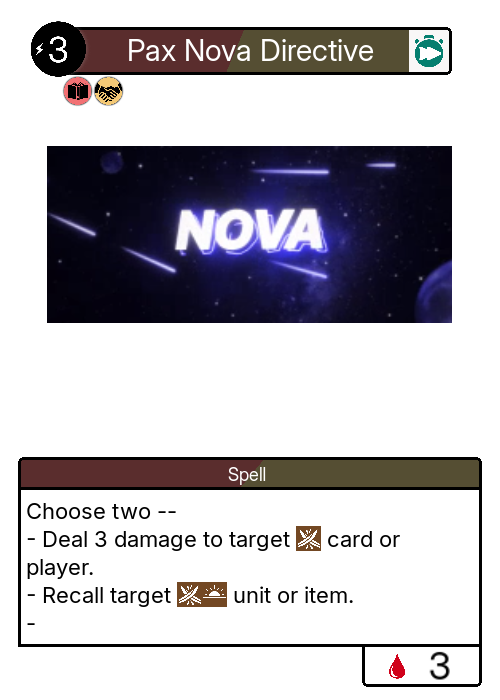 3
Pax Nova Directive
NOVA
Spell
Choose two --
- Deal 3 damage to target card or
player.
- Recall target unit or item.
-
3